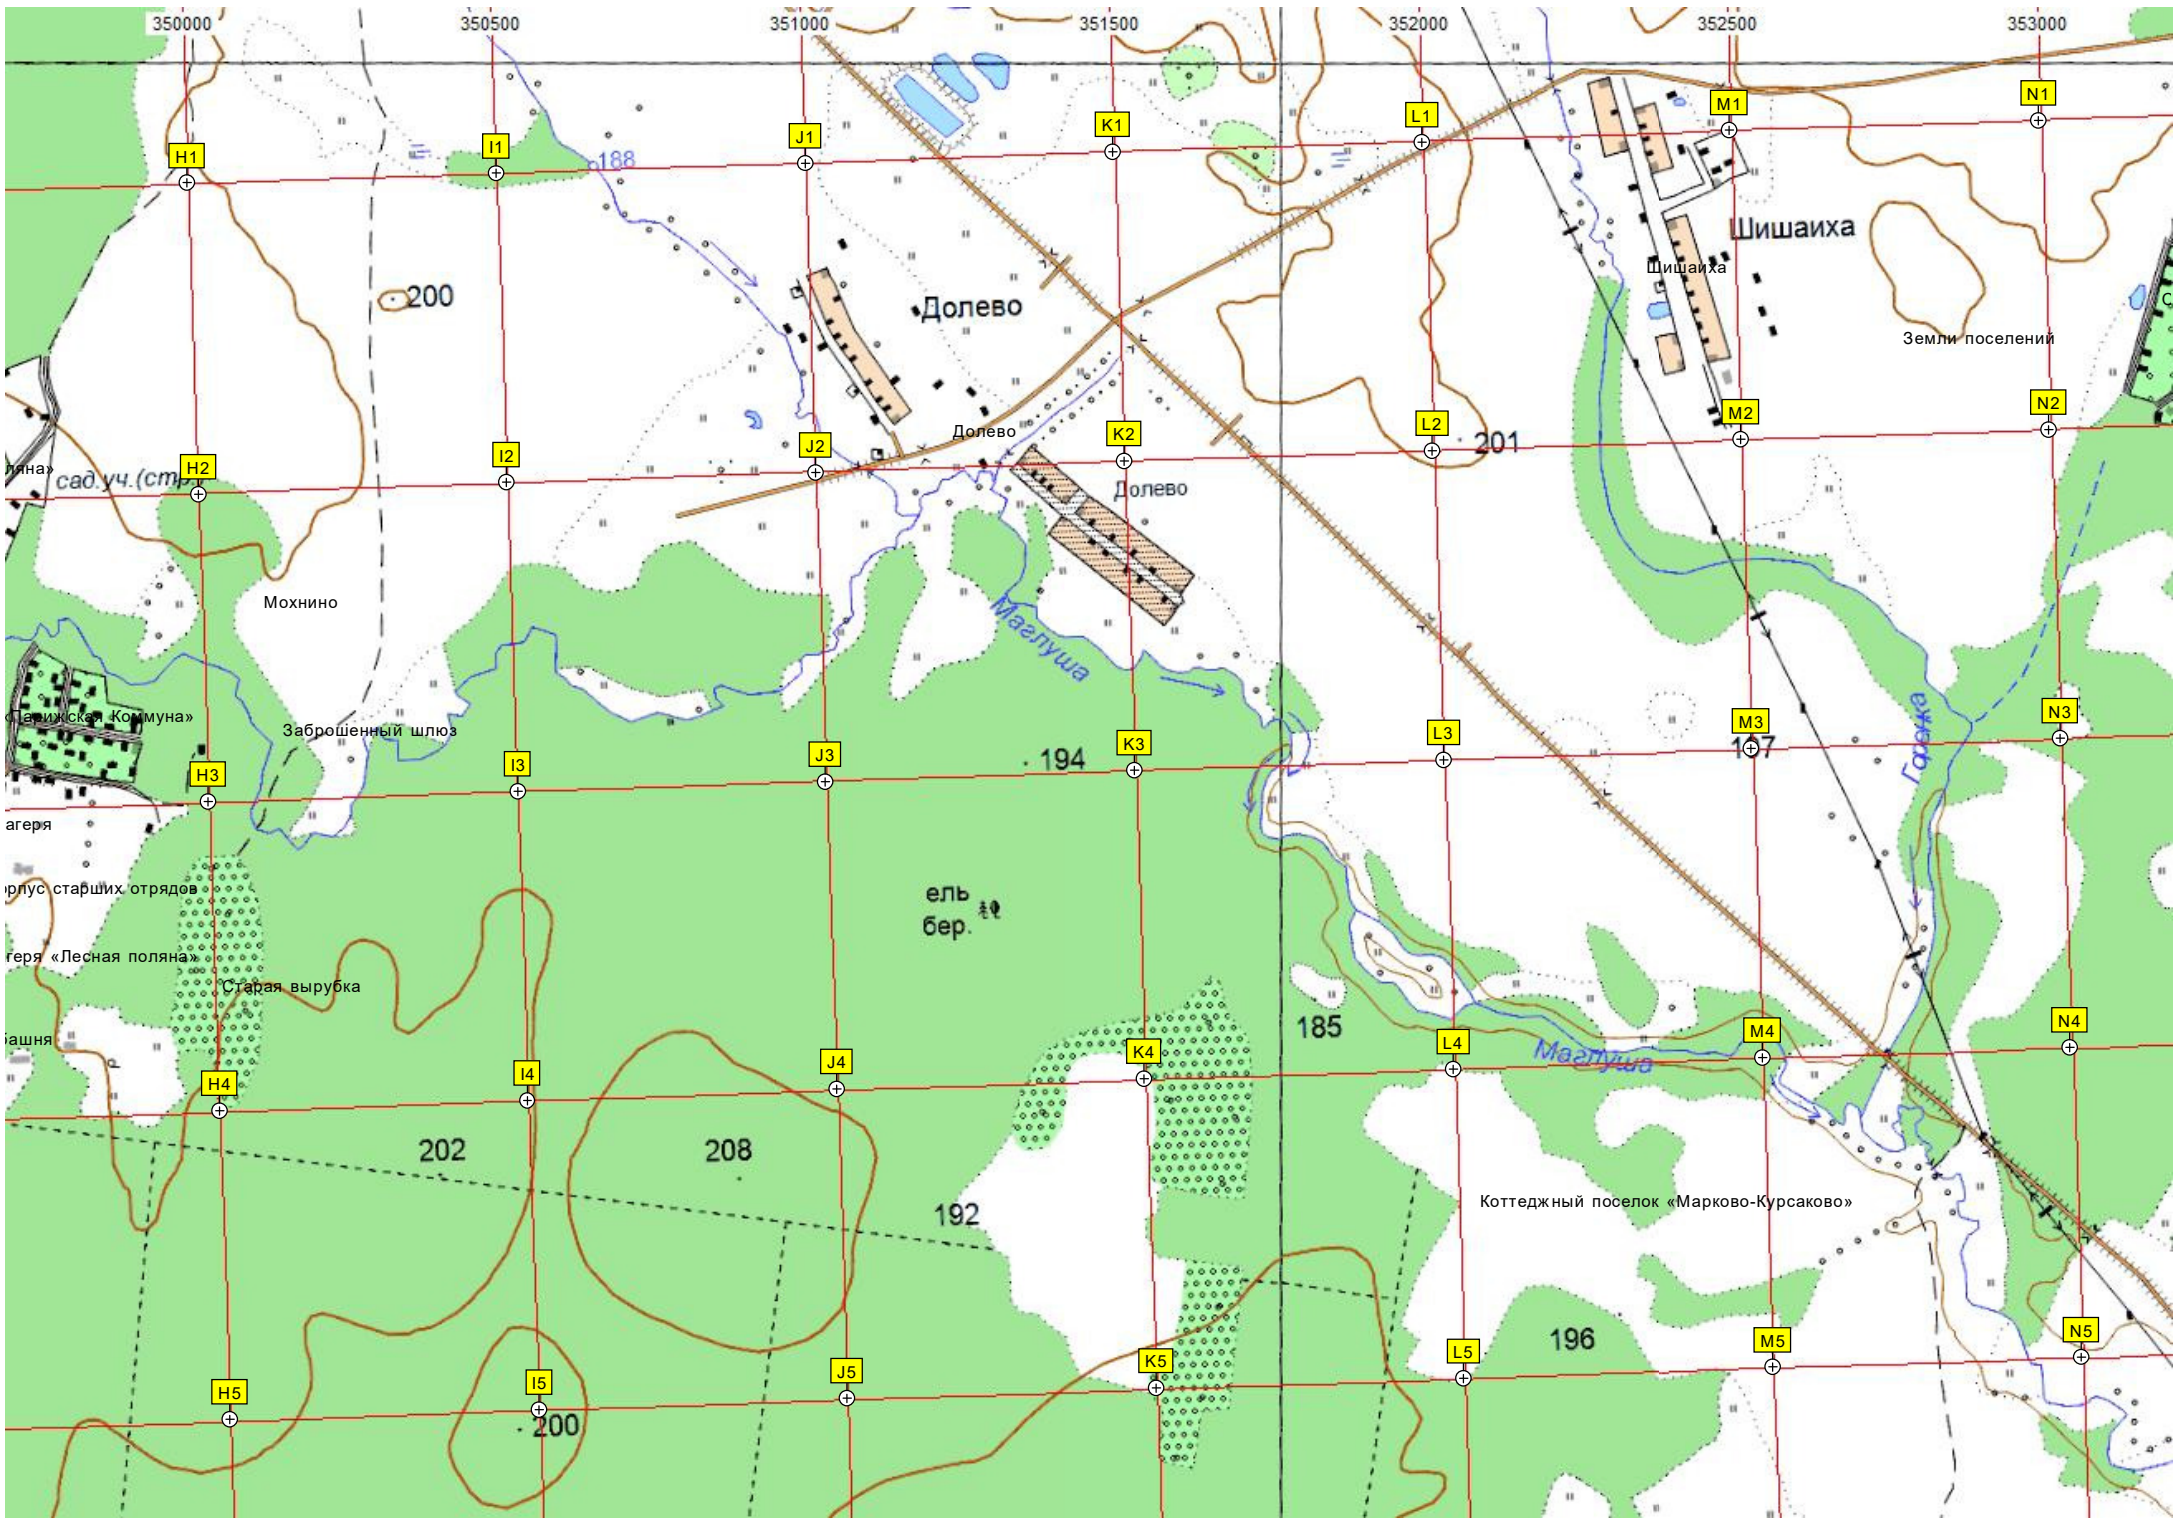 350000 350500 351000 351500 352000 352500 353000
H1 I1 J1 K1 L1 M1 N1
188
Шишаиха
Шишаиха
200
Долево
Земли поселений
H2 I2 J2 K2 L2 M2 N2
Долево
201
ляна»
сад.уч.(стр.)
Долево
Мохнино
Маглуша
«Парижская Коммуна»
Заброшенный шлюз
Горожа
H3 I3 J3 K3 L3 M3 N3
194
агеря
орпус старших отрядов
ель
бер.
геря «Лесная поляна»
Старая вырубка
185
башня
H4 I4 J4 K4 L4 M4 N4
Маглуша
202
208
192
Коттеджный поселок «Марково-Курсаково»
196
H5 I5 J5 K5 L5 M5 N5
200